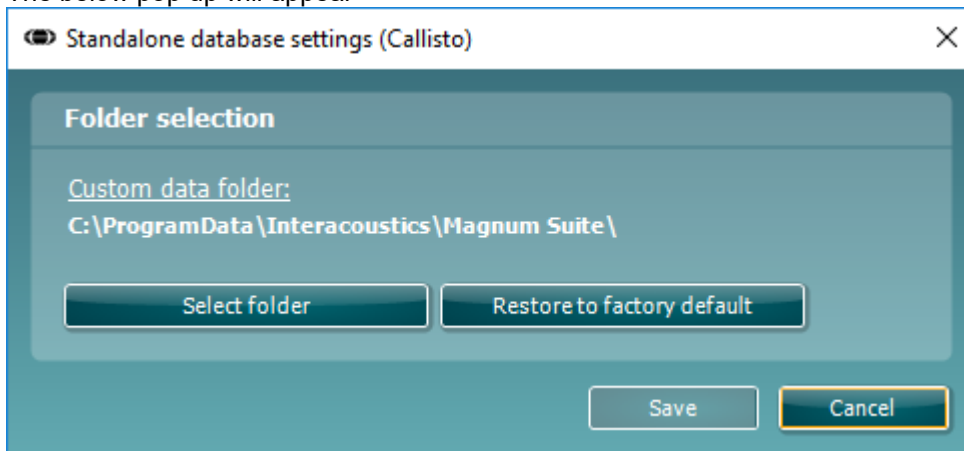 The below pop-up will appear
Standalone database settings (Callisto)
Folder selection
Custom data folder:
C:\ProgramData\Interacoustics\Magnum Suite\
Select folder
Restore to factory default
Save
Cancel